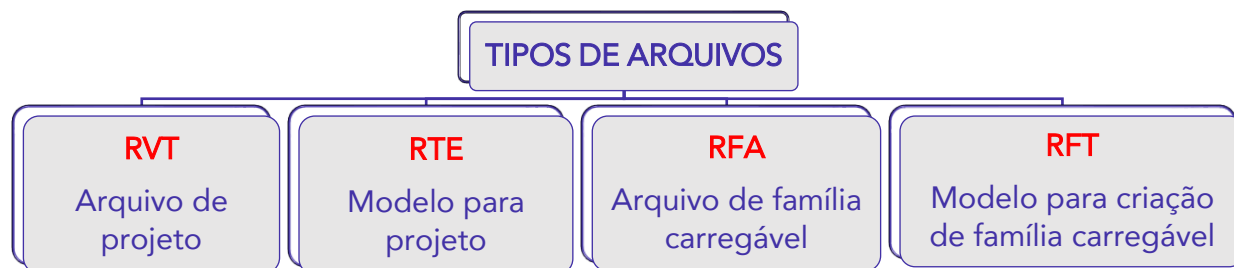 TIPOS DE ARQUIVOS
RVT
Arquivo de
projeto
RTE
Modelo para
projeto
RFA
Arquivo de família
carregável
RFT
Modelo para criação
de família carregável